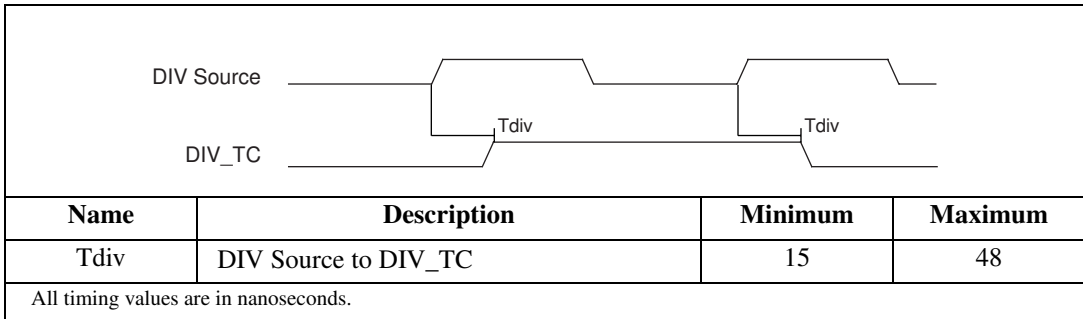 DIV Source
Tdiv Tdiv
DIV_TC
Name Description Minimum Maximum
Tdiv DIV Source to DIV_TC 15 48
All timing values are in nanoseconds.